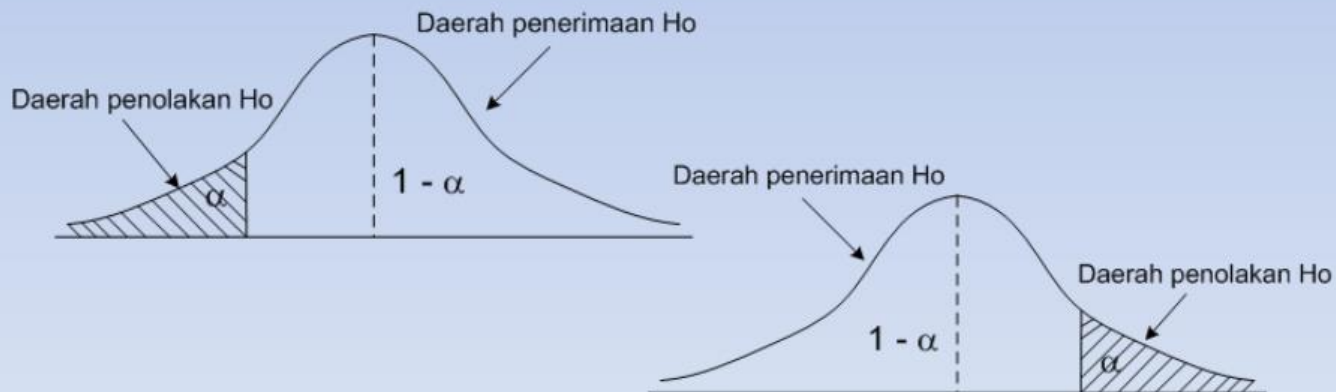 Daerah penerimaan Ho
Daerah penolakan Ho
α
1 - α
Daerah penerimaan Ho
Daerah penolakan Ho
1 - α
α